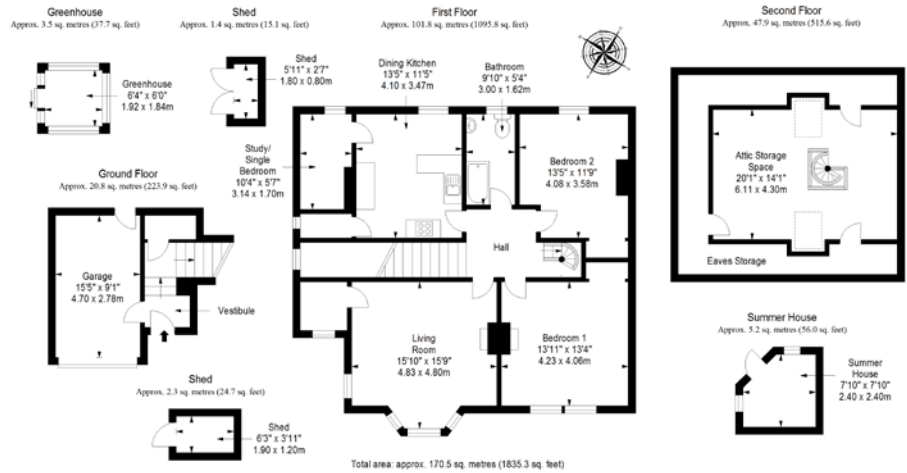 Greenhouse
Approx. 3.5 sq. metres (37.7 sq. feet)
Greenhouse
6'4" x 6'0"
1.92 x 1.84m
Shed
Approx. 1.4 sq. metres (15.1 sq. feet)
Shed
5'11" x 2'7"
1.80 x 0.80m
First Floor
Approx. 101.8 sq. metres (1095.8 sq. feet)
Dining Kitchen
13'5" x 11'5"
4.10 x 3.47m
Bathroom
9'10" x 5'4"
3.00 x 1.62m
Study/
Single
Bedroom
10'4" x 5'7"
3.14 x 1.70m
Bedroom 2
13'5" x 11'9"
4.08 x 3.58m
Hall
Living
Room
15'10" x 15'9"
4.83 x 4.80m
Bedroom 1
13'11" x 13'4"
4.23 x 4.06m
Second Floor
Approx. 47.9 sq. metres (515.6 sq. feet)
Attic Storage
Space
20'1" x 14'1"
6.11 x 4.30m
Eaves Storage
Ground Floor
Approx. 20.8 sq. metres (223.9 sq. feet)
Garage
15'5" x 9'1"
4.70 x 2.78m
Vestibule
Shed
Approx. 2.3 sq. metres (24.7 sq. feet)
Shed
6'3" x 3'11"
1.90 x 1.20m
Summer House
Approx. 5.2 sq. metres (56.0 sq. feet)
Summer
House
7'10" x 7'10"
2.40 x 2.40m
Total area: approx. 170.5 sq. metres (1835.3 sq. feet)